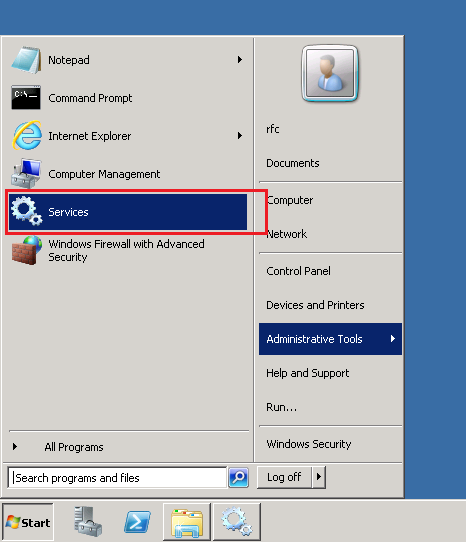 Notepad
Command Prompt
Internet Explorer
Computer Management
Services
Windows Firewall with Advanced
Security
All Programs
Search programs and files
rfc
Documents
Computer
Network
Control Panel
Devices and Printers
Administrative Tools
Help and Support
Run...
Windows Security
Log off
Start